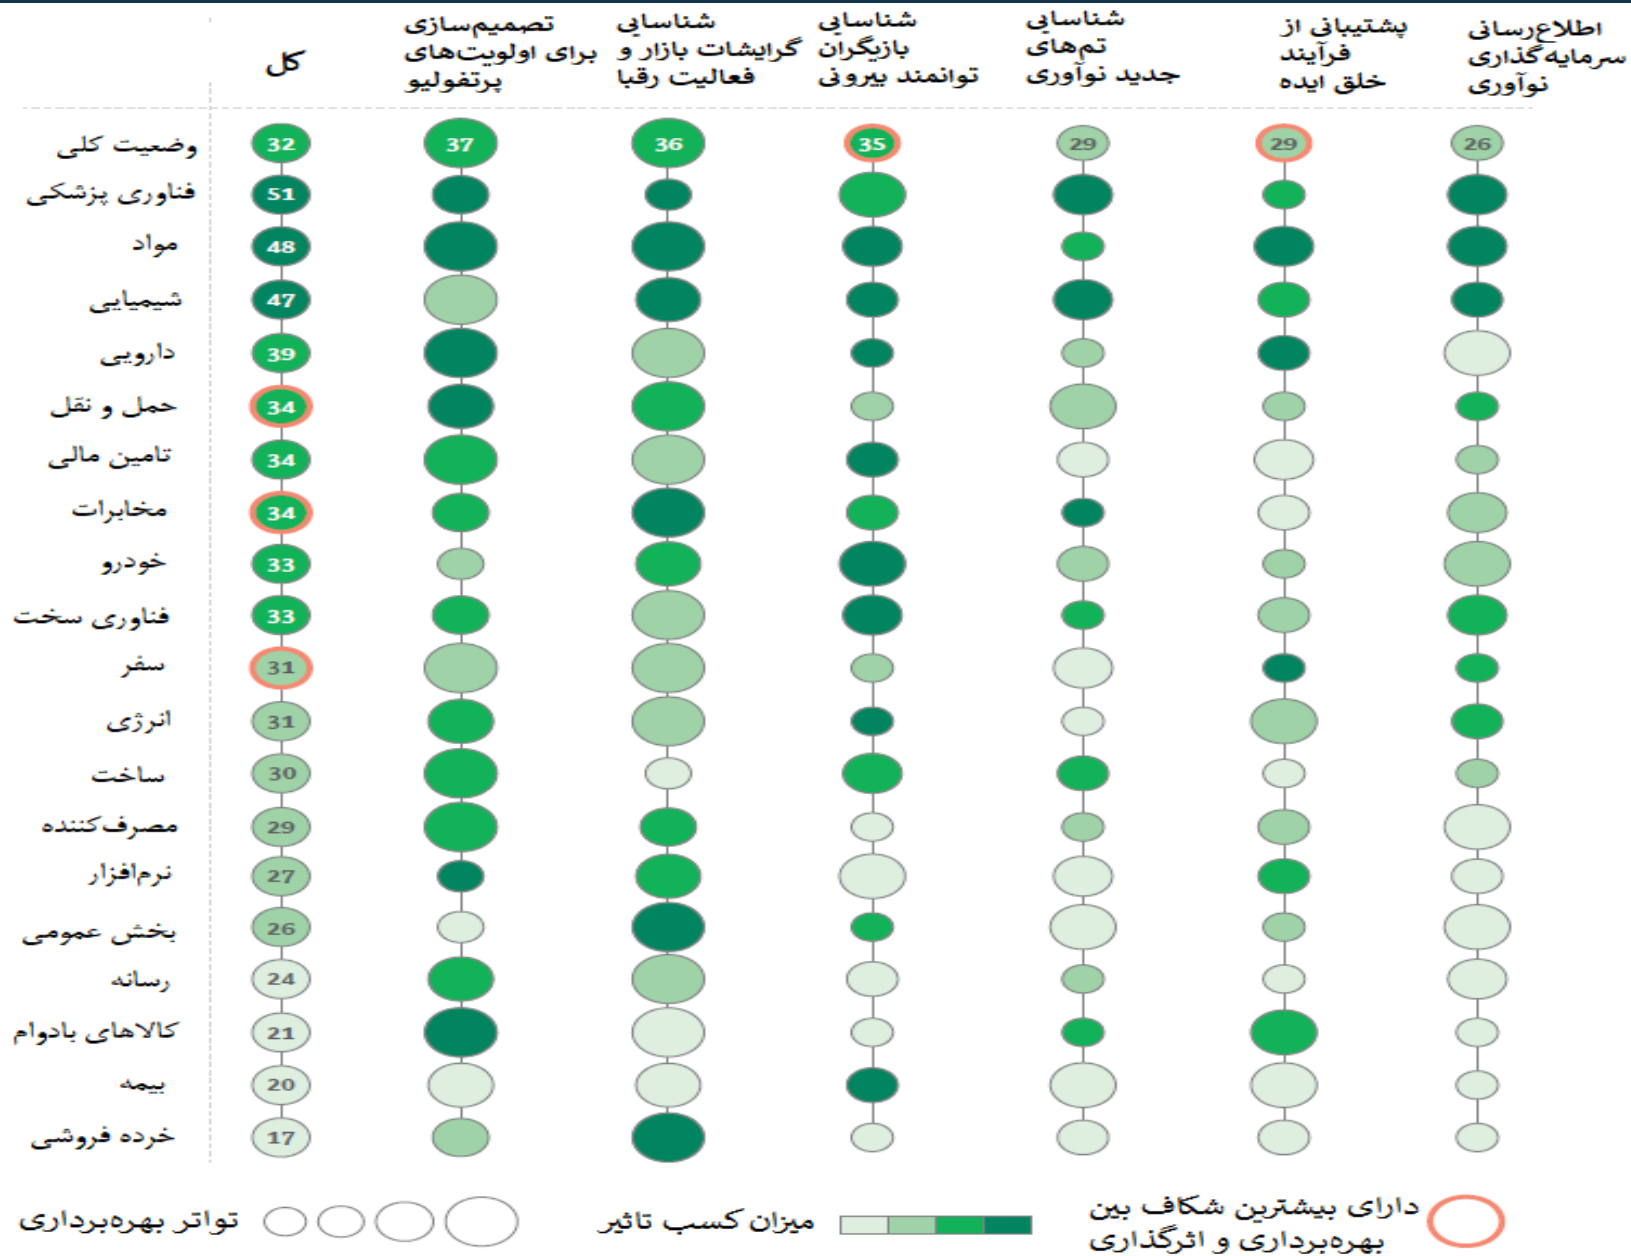 کل
تصمیم‌سازی
برای اولویت‌های
پرتفولیو
شناسایی
گرایشات بازار و
فعالیت رقبا
شناسایی
بازیگران
توانمند بیرونی
شناسایی
تم‌های
جدید نوآوری
پشتیبانی از
فرآیند
خلق ایده
اطلاع‌رسانی
سرمایه‌گذاری
نوآوری
وضعیت کلی 32 37 36 35 29 29 26
فناوری پزشکی 51
مواد 48
شیمیایی 47
دارویی 39
حمل و نقل 34
تامین مالی 34
مخابرات 34
خودرو 33
فناوری سخت 33
سفر 31
انرژی 31
ساخت 30
مصرف‌کننده 29
نرم‌افزار 27
بخش عمومی 26
رسانه 24
کالاهای بادوام 21
بیمه 20
خرده فروشی 17
تواتر بهره‌برداری
میزان کسب تاثیر
دارای بیشترین شکاف بین
بهره‌برداری و اثرگذاری